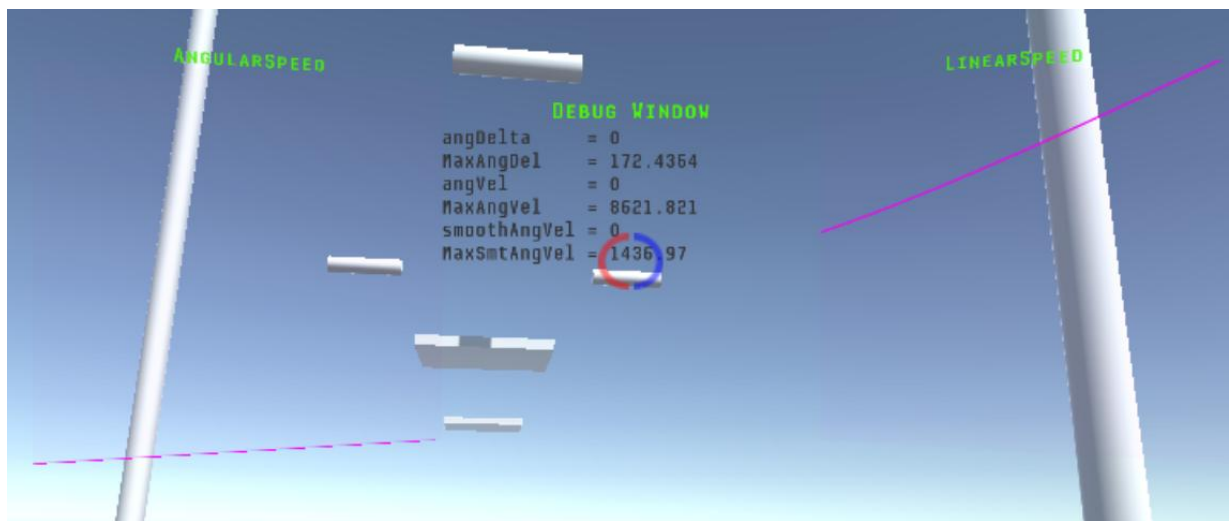 AngularSpeed
LinearSpeed
Debug Window
angDelta = 0
MaxAngDel = 172.4364
angVel = 0
MaxAngVel = 8621.821
smoothAngVel = 0
MaxSmtAngVel = 1436.97